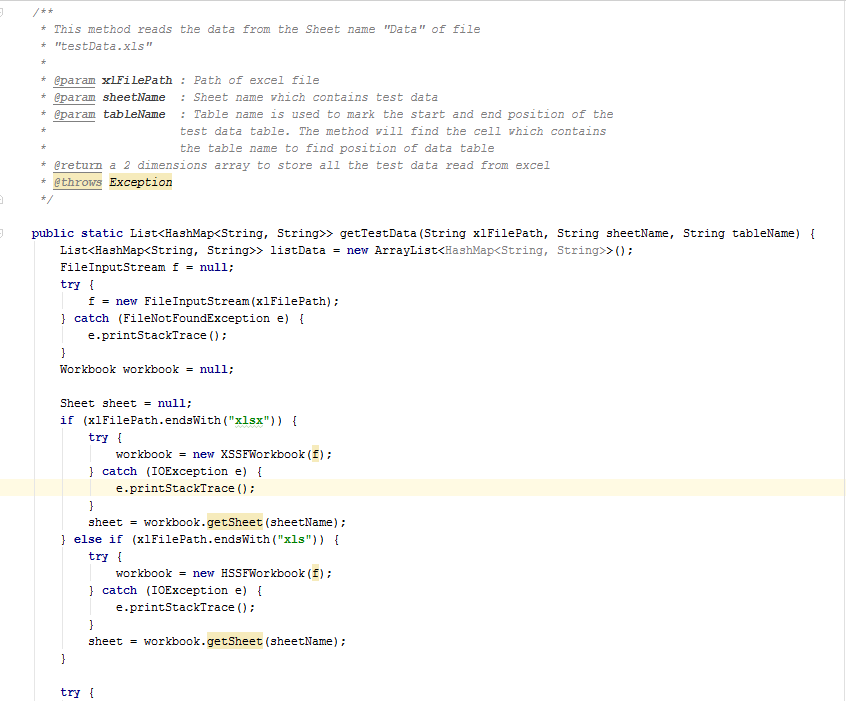 /**
 * This method reads the data from the Sheet name "Data" of file
 * "testData.xls"
 *
 * @param xlFilePath : Path of excel file
 * @param sheetName  : Sheet name which contains test data
 * @param tableName  : Table name is used to mark the start and end position of the
 *                   test data table. The method will find the cell which contains
 *                   the table name to find position of data table
 * @return a 2 dimensions array to store all the test data read from excel
 * @throws Exception
 */
public static List<HashMap<String, String>> getTestData(String xlFilePath, String sheetName, String tableName) {
    List<HashMap<String, String>> listData = new ArrayList<HashMap<String, String>>();
    FileInputStream f = null;
    try {
        f = new FileInputStream(xlFilePath);
    } catch (FileNotFoundException e) {
        e.printStackTrace();
    }
    Workbook workbook = null;
    Sheet sheet = null;
    if (xlFilePath.endsWith("xlsx")) {
        try {
            workbook = new XSSFWorkbook(f);
        } catch (IOException e) {
            e.printStackTrace();
        }
        sheet = workbook.getSheet(sheetName);
    } else if (xlFilePath.endsWith("xls")) {
        try {
            workbook = new HSSFWorkbook(f);
        } catch (IOException e) {
            e.printStackTrace();
        }
        sheet = workbook.getSheet(sheetName);
    }
    try {